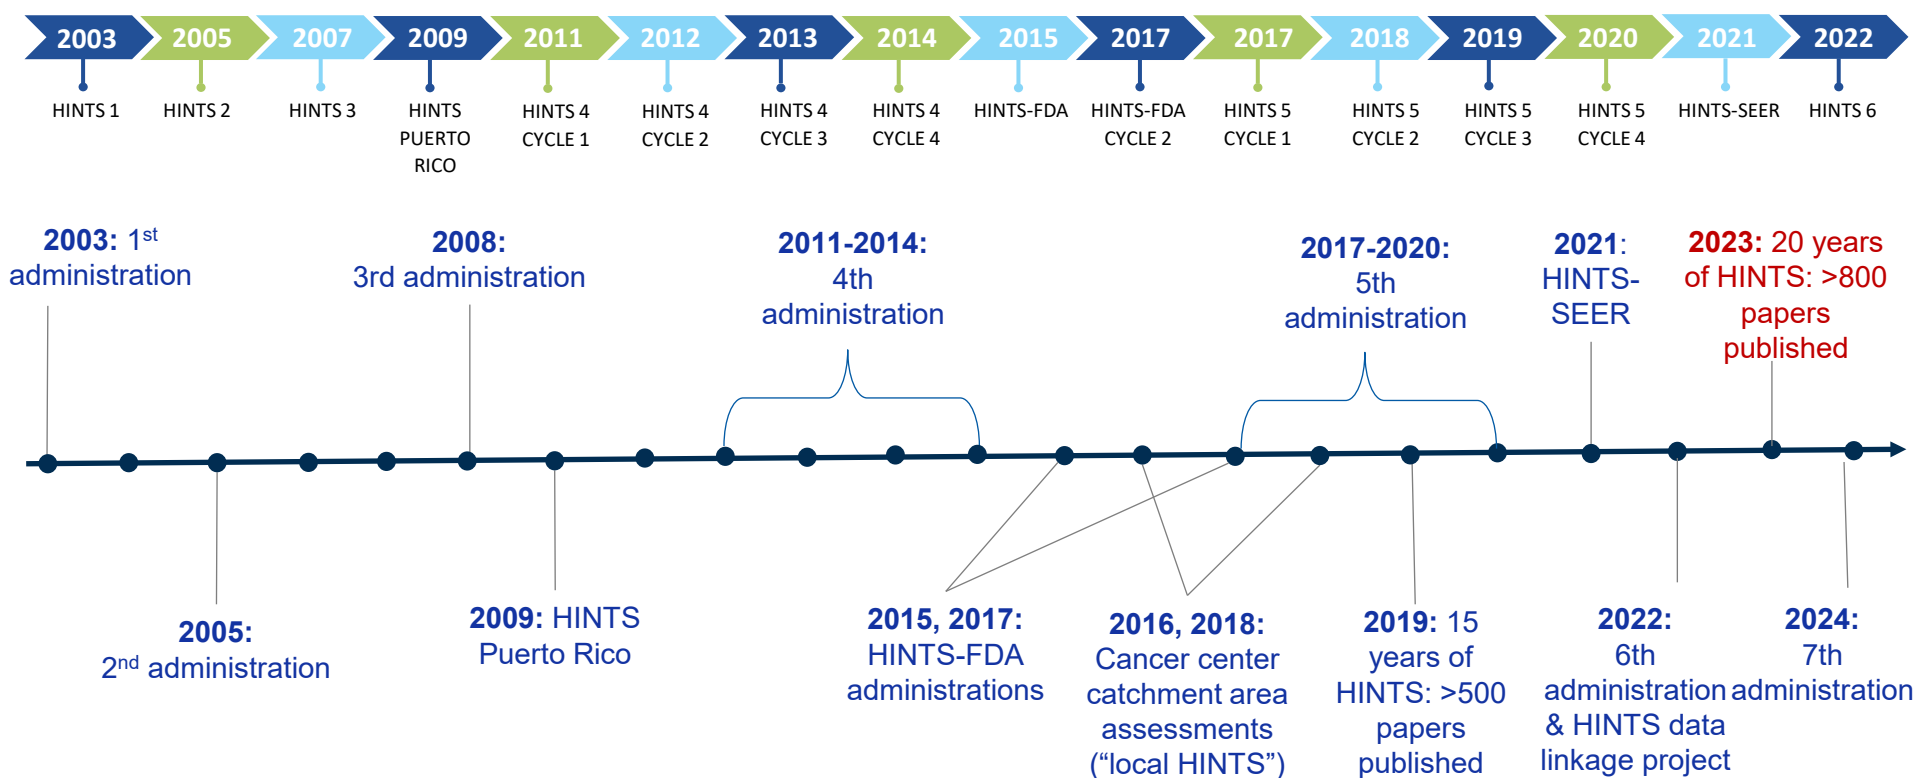 2003 2005 2007 2009 2011 2012 2013 2014 2015 2017 2017 2018 2019 2020 2021 2022
HINTS 1
HINTS 2
HINTS 3
HINTS
PUERTO
RICO
HINTS 4
CYCLE 1
HINTS 4
CYCLE 2
HINTS 4
CYCLE 3
HINTS 4
CYCLE 4
HINTS-FDA
HINTS-FDA
CYCLE 2
HINTS 5
CYCLE 1
HINTS 5
CYCLE 2
HINTS 5
CYCLE 3
HINTS 5
CYCLE 4
HINTS-SEER
HINTS 6
2003: 1st
administration
2008:
3rd administration
2011-2014:
4th
administration
2017-2020:
5th
administration
2021:
HINTS-
SEER
2023: 20 years
of HINTS: >800
papers
published
2005:
2nd administration
2009: HINTS
Puerto Rico
2015, 2017:
HINTS-FDA
administrations
2016, 2018:
Cancer center
catchment area
assessments
(“local HINTS”)
2019: 15
years of
HINTS: >500
papers
published
2022:
6th
administration
& HINTS data
linkage project
2024:
7th
administration